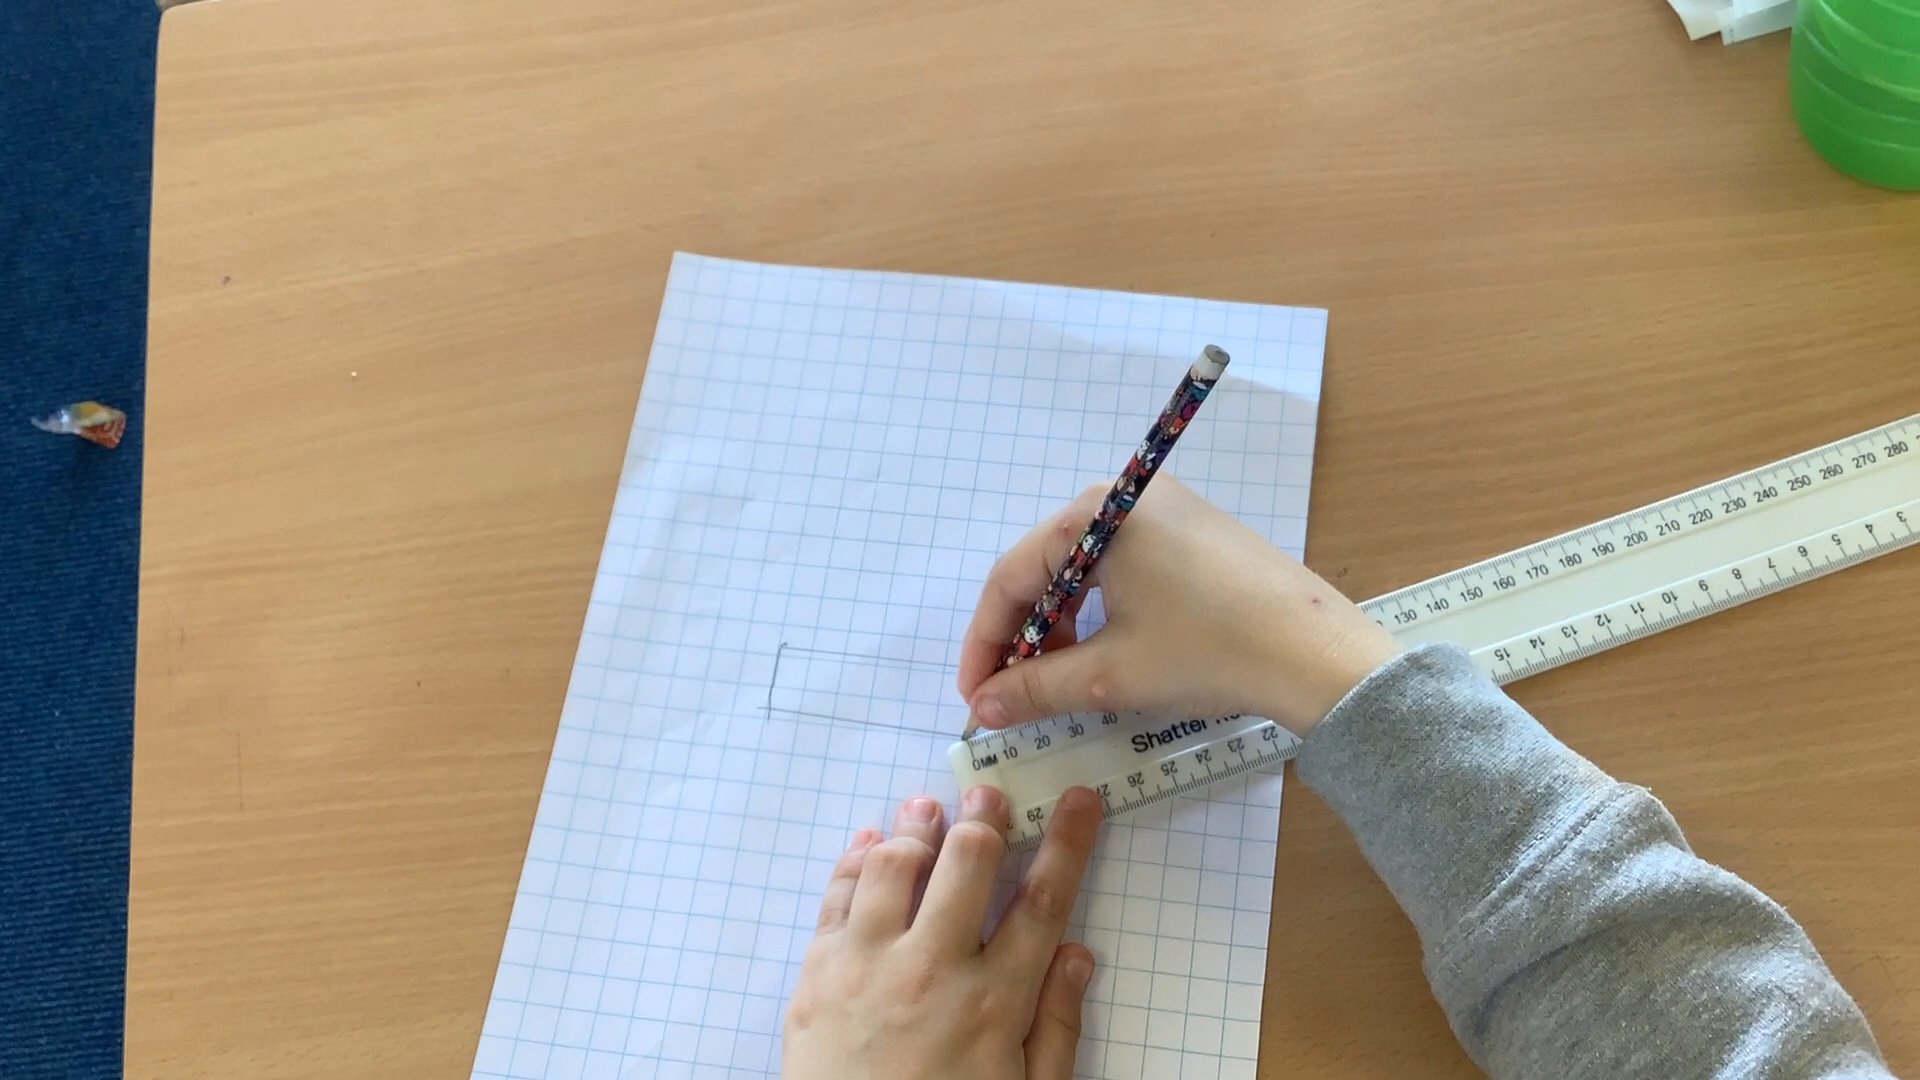 130 140 150 160 170 180 190 200 210 220 230 240 250 260 270 280
15 14 13 12 11 10 9 8 7 6 5 4 3
0MM 10 20 30 40
Shatter
29 27 26 25 24 23 22